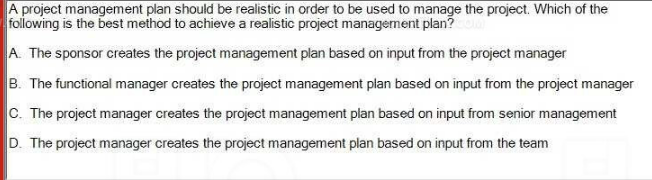 A project management plan should be realistic in order to be used to manage the project. Which of the
following is the best method to achieve a realistic project management plan?
A. The sponsor creates the project management plan based on input from the project manager
B. The functional manager creates the project management plan based on input from the project manager
C. The project manager creates the project management plan based on input from senior management
D. The project manager creates the project management plan based on input from the team